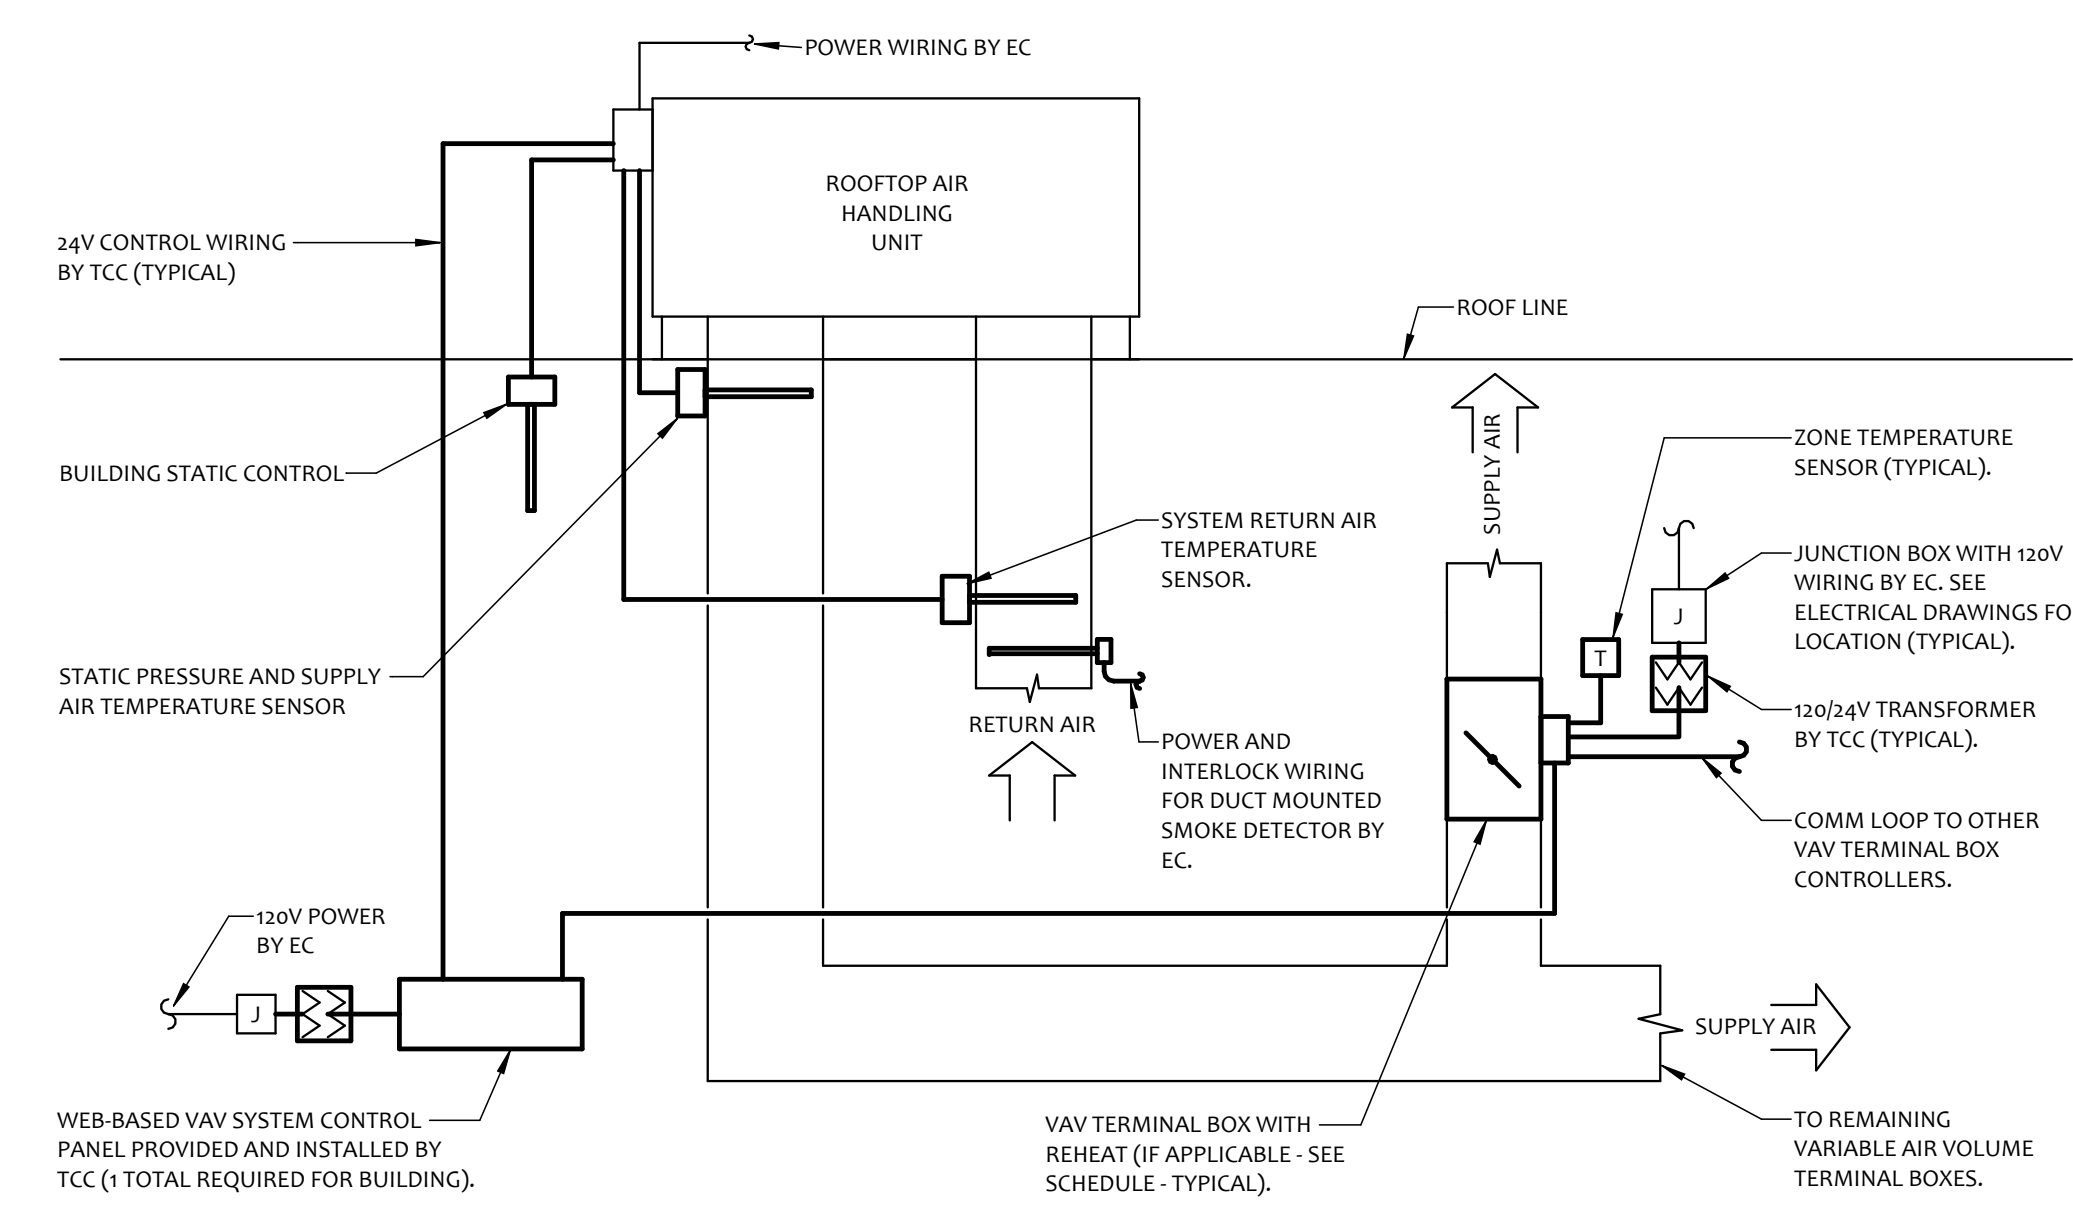 POWER WIRING BY EC
ROOFTOP AIR
HANDLING
UNIT
24V CONTROL WIRING
BY TCC (TYPICAL)
ROOF LINE
BUILDING STATIC CONTROL
SUPPLY AIR
ZONE TEMPERATURE
SENSOR (TYPICAL).
SYSTEM RETURN AIR
TEMPERATURE
SENSOR.
JUNCTION BOX WITH 120V
WIRING BY EC. SEE
ELECTRICAL DRAWINGS FO
LOCATION (TYPICAL).
J
T
STATIC PRESSURE AND SUPPLY
AIR TEMPERATURE SENSOR
120/24V TRANSFORMER
BY TCC (TYPICAL).
RETURN AIR
POWER AND
INTERLOCK WIRING
FOR DUCT MOUNTED
SMOKE DETECTOR BY
EC.
COMM LOOP TO OTHER
VAV TERMINAL BOX
CONTROLLERS.
120V POWER
BY EC
J
SUPPLY AIR
WEB-BASED VAV SYSTEM CONTROL
PANEL PROVIDED AND INSTALLED BY
TCC (1 TOTAL REQUIRED FOR BUILDING).
VAV TERMINAL BOX WITH
REHEAT (IF APPLICABLE - SEE
SCHEDULE - TYPICAL).
TO REMAINING
VARIABLE AIR VOLUME
TERMINAL BOXES.